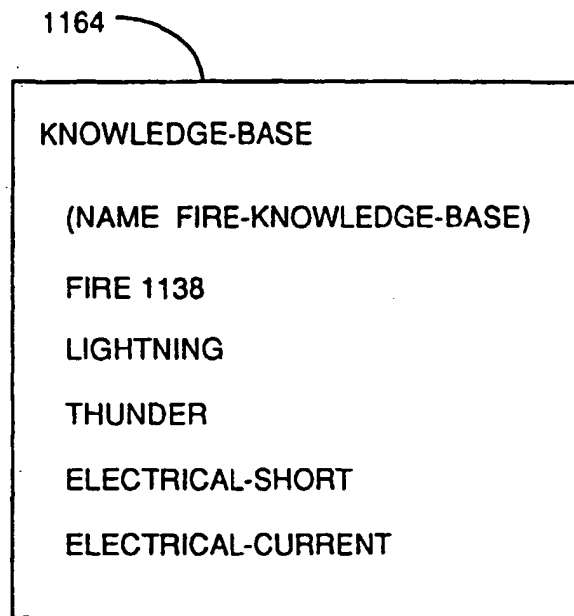 1164
KNOWLEDGE-BASE
(NAME FIRE-KNOWLEDGE-BASE)
FIRE 1138
LIGHTNING
THUNDER
ELECTRICAL-SHORT
ELECTRICAL-CURRENT